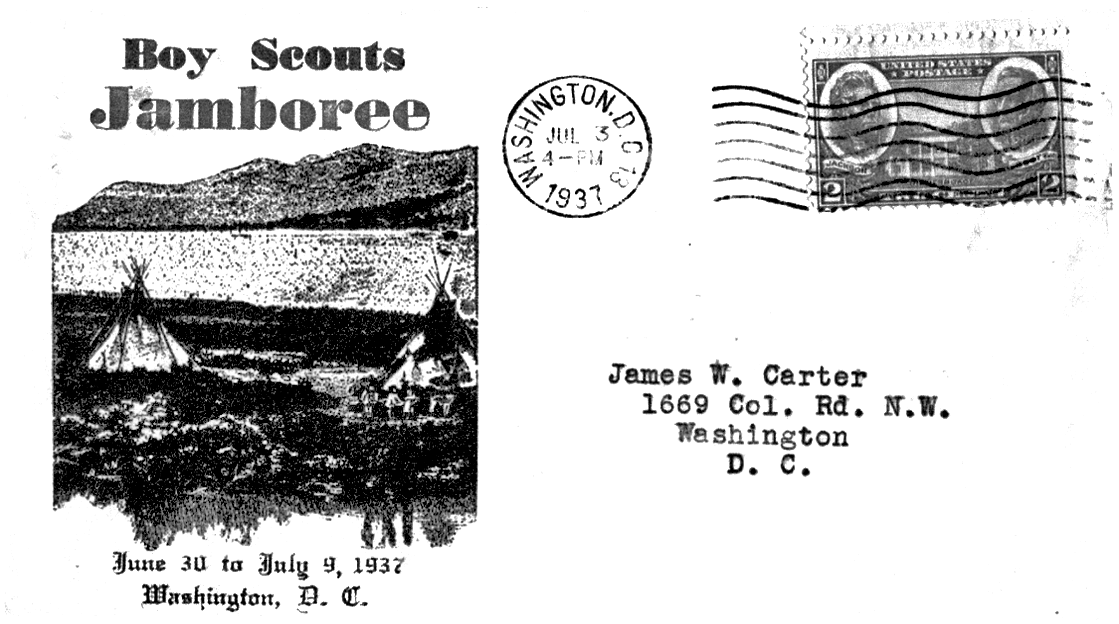 Boy Scouts
Jamboree
June 30 to July 9, 1937
Washington, D. C.
WASHINGTON, D.C. 13
JUL 3
4-PM
1937
UNITED STATES
POSTAGE
2 2
James W. Carter
1669 Col. Rd. N.W.
Washington
D. C.